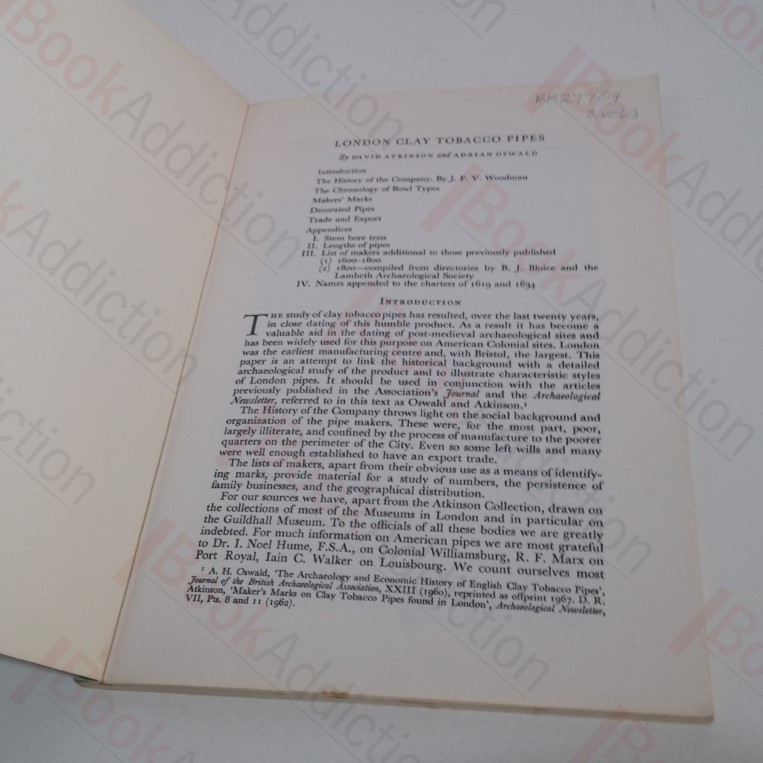 LONDON CLAY TOBACCO PIPES
By DAVID ATKINSON and ADRIAN OSWALD
Introduction
The History of the Company. By J. F. V. Woodman
The Chronology of Bowl Types
Makers' Marks
Decorated Pipes
Trade and Export
Appendices
I. Stem bore tests
II. Lengths of pipes
III. List of makers additional to those previously published
(1) 1600–1800
(2) 1800—compiled from directories by B. J. Bloice and the
Lambeth Archaeological Society
IV. Names appended to the charters of 1619 and 1634
INTRODUCTION
THE study of clay tobacco pipes has resulted, over the last twenty years,
in close dating of this humble product. As a result it has become a
valuable aid in the dating of post-medieval archaeological sites and
has been widely used for this purpose on American Colonial sites. London
was the earliest manufacturing centre and, with Bristol, the largest. This
paper is an attempt to link the historical background with a detailed
archaeological study of the product and to illustrate characteristic styles
of London pipes. It should be used in conjunction with the articles
previously published in the Association's Journal and the Archaeological
Newsletter, referred to in this text as Oswald and Atkinson.¹
The History of the Company throws light on the social background and
organization of the pipe makers. These were, for the most part, poor,
largely illiterate, and confined by the process of manufacture to the poorer
quarters on the perimeter of the City. Even so some left wills and many
were well enough established to have an export trade.
The lists of makers, apart from their obvious use as a means of identify-
ing marks, provide material for a study of numbers, the persistence of
family businesses, and the geographical distribution.
For our sources we have, apart from the Atkinson Collection, drawn on
the collections of most of the Museums in London and in particular on
the Guildhall Museum. To the officials of all these bodies we are greatly
indebted. For much information on American pipes we are most grateful
to Dr. I. Noel Hume, F.S.A., on Colonial Williamsburg, R. F. Marx on
Port Royal, Iain C. Walker on Louisbourg. We count ourselves most
¹ A. H. Oswald, 'The Archaeology and Economic History of English Clay Tobacco Pipes',
Journal of the British Archaeological Association, XXIII (1960), reprinted as offprint 1967. D. R.
Atkinson, 'Maker's Marks on Clay Tobacco Pipes found in London', Archaeological Newsletter,
VII, Pts. 8 and 11 (1962).
BookAddiction